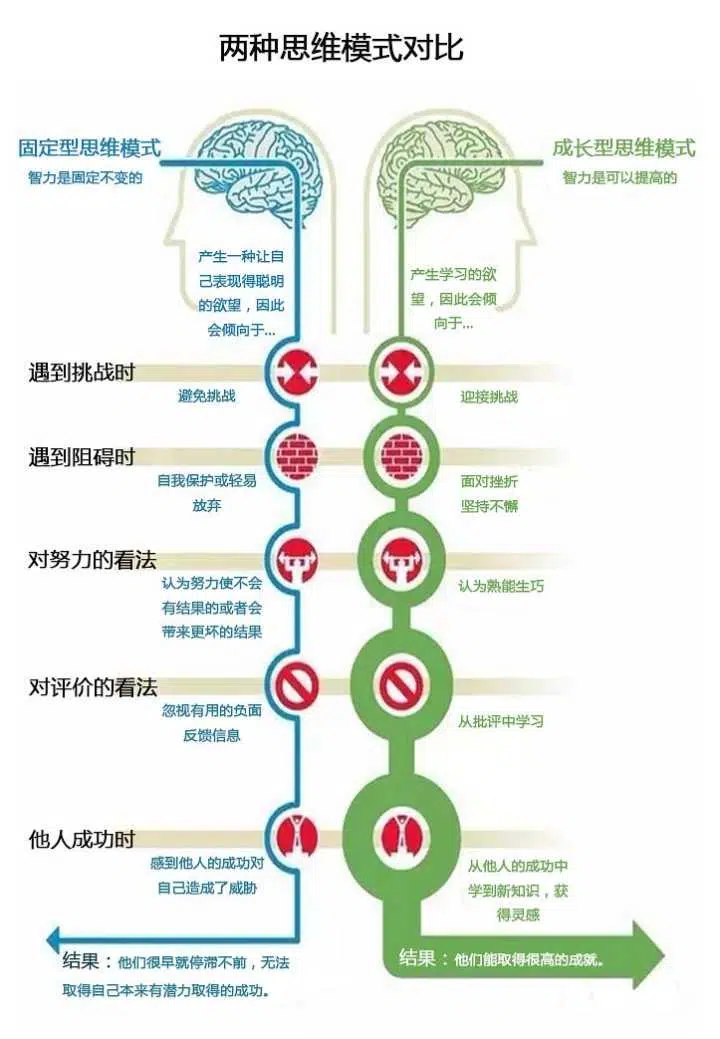 两种思维模式对比
固定型思维模式
智力是固定不变的
成长型思维模式
智力是可以提高的
产生一种让自
己表现得聪明
的欲望，因此
会倾向于...
产生学习的欲
望，因此会倾
向于...
遇到挑战时
避免挑战
迎接挑战
遇到阻碍时
自我保护或轻易
放弃
面对挫折
坚持不懈
对努力的看法
认为努力使不会
有结果的或者会
带来更坏的结果
认为熟能生巧
对评价的看法
忽视有用的负面
反馈信息
从批评中学习
他人成功时
感到他人的成功对
自己造成了威胁
从他人的成功中
学到新知识，获
得灵感
结果：他们很早就停滞不前，无法
取得自己本来有潜力取得的成功。
结果：他们能取得很高的成就。